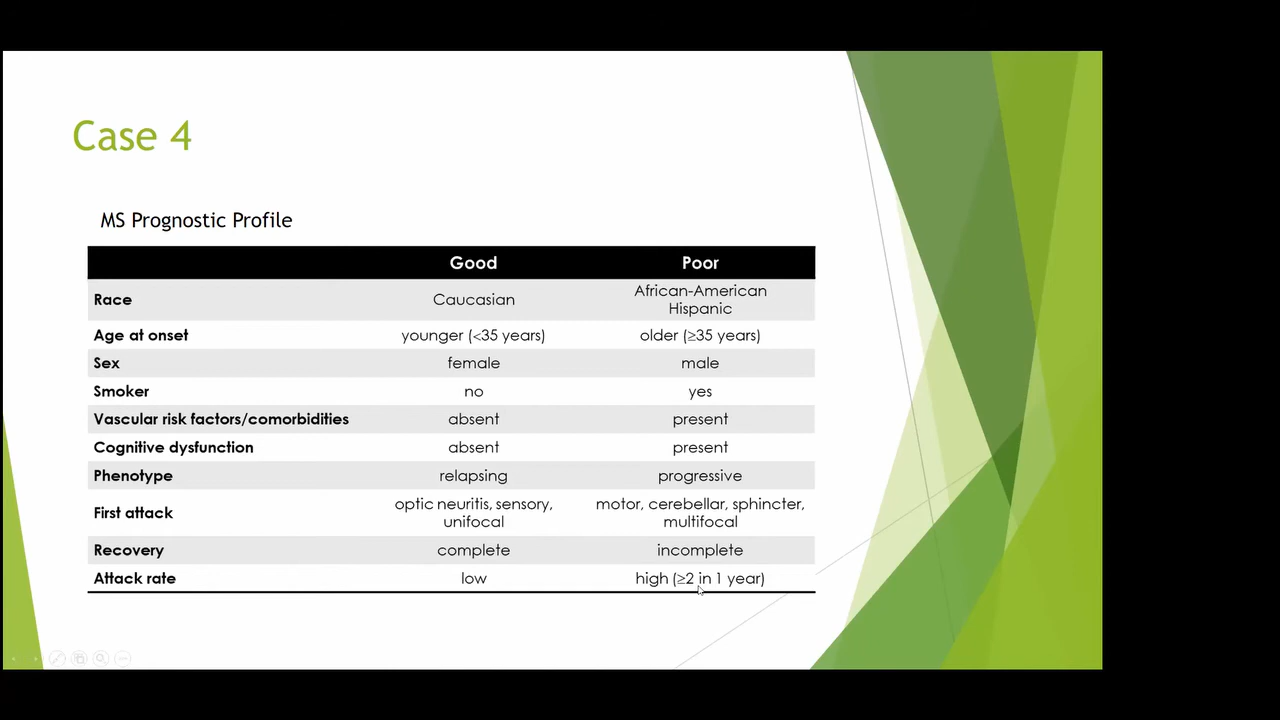 Case 4
MS Prognostic Profile
Good Poor
Race Caucasian African-American
Hispanic
Age at onset younger (<35 years) older (≥35 years)
Sex female male
Smoker no yes
Vascular risk factors/comorbidities absent present
Cognitive dysfunction absent present
Phenotype relapsing progressive
First attack optic neuritis, sensory, motor, cerebellar, sphincter,
unifocal multifocal
Recovery complete incomplete
Attack rate low high (≥2 in 1 year)